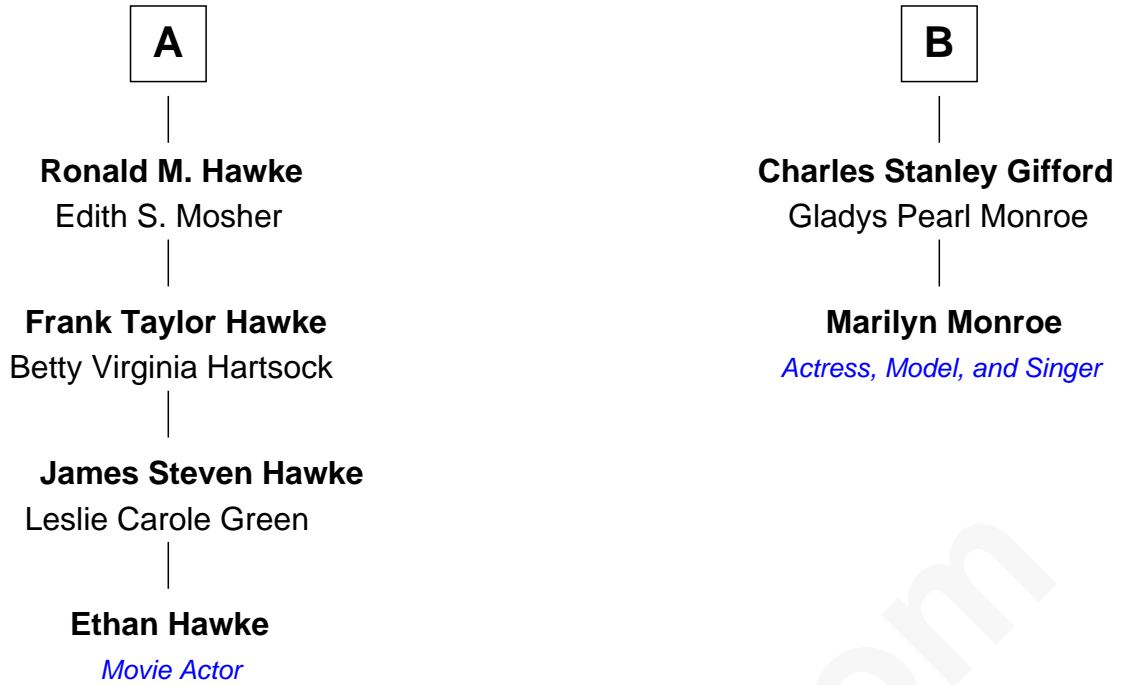 A
Ronald M. Hawke
Edith S. Mosher
Frank Taylor Hawke
Betty Virginia Hartsock
James Steven Hawke
Leslie Carole Green
Ethan Hawke
Movie Actor
B
Charles Stanley Gifford
Gladys Pearl Monroe
Marilyn Monroe
Actress, Model, and Singer
om